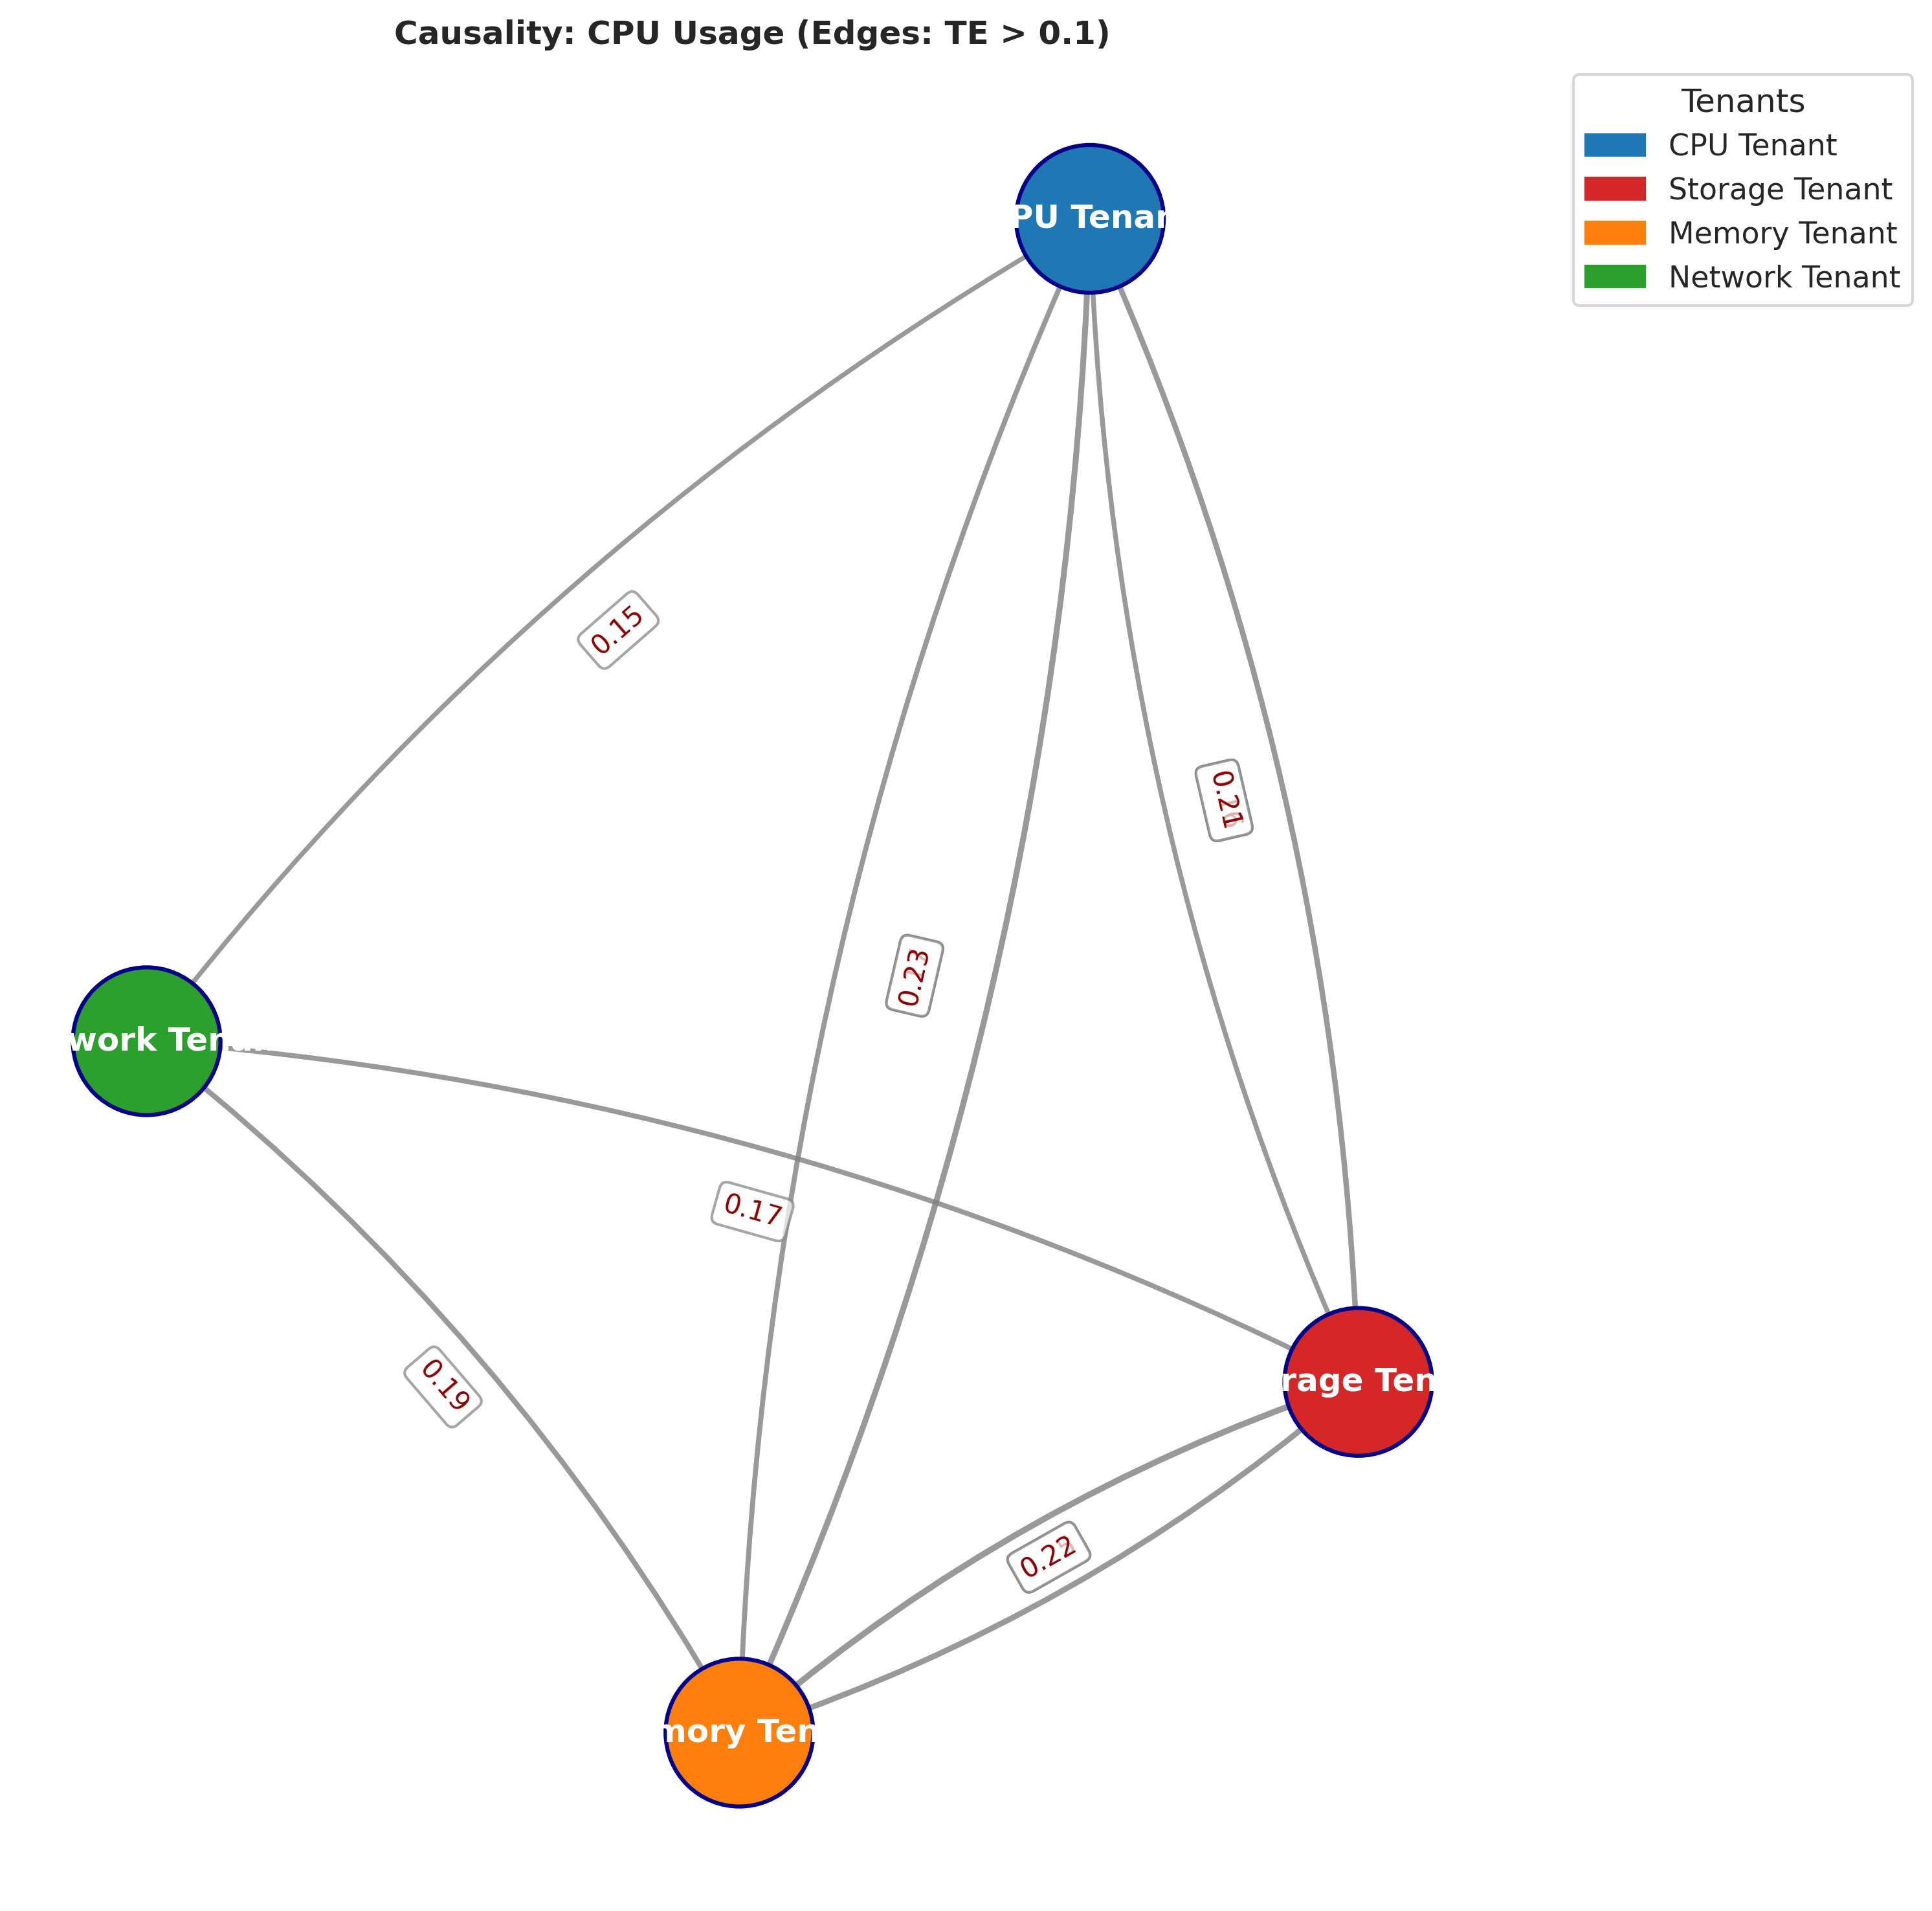 Causality: CPU Usage (Edges: TE > 0.1)
Tenants
CPU Tenant
Storage Tenant
Memory Tenant
Network Tenant
PU Tenan
0.15
0.21
0.23
work Ten
0.17
0.19
rage Ten
0.22
mory Ten